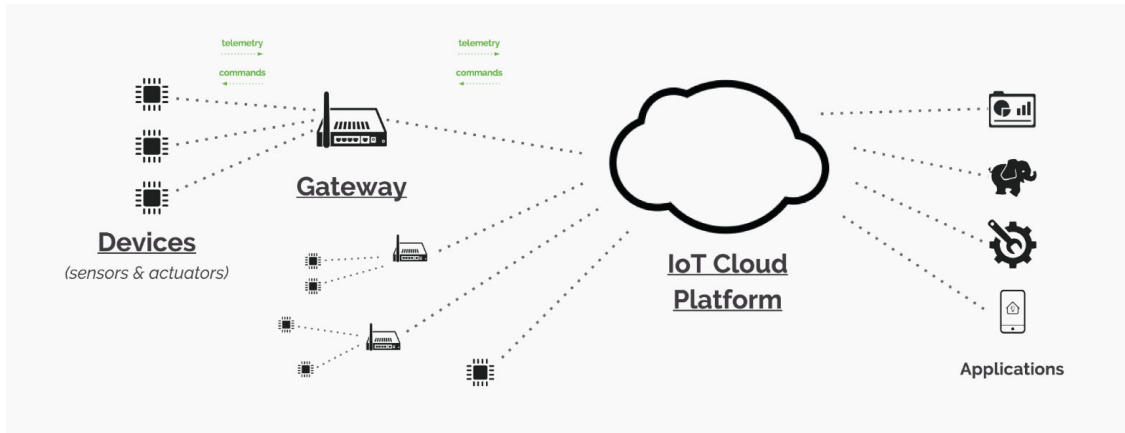 telemetry
commands
telemetry
commands
Gateway
Devices
(sensors & actuators)
IoT Cloud
Platform
Applications